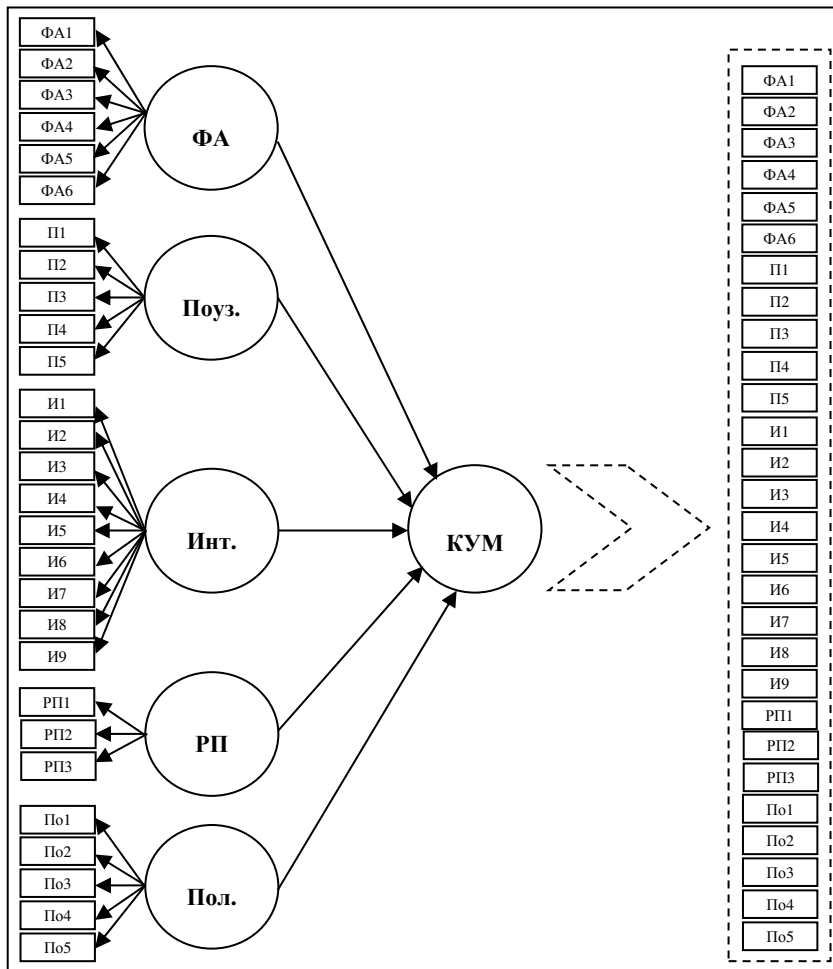 ФА1
ФА2
ФА3
ФА4
ФА5
ФА6
ФА
П1
П2
П3
П4
П5
Поуз.
И1
И2
И3
И4
И5
И6
И7
И8
И9
Инт.
КУМ
РП1
РП2
РП3
РП
По1
По2
По3
По4
По5
Пол.
ФА1
ФА2
ФА3
ФА4
ФА5
ФА6
П1
П2
П3
П4
П5
И1
И2
И3
И4
И5
И6
И7
И8
И9
РП1
РП2
РП3
По1
По2
По3
По4
По5